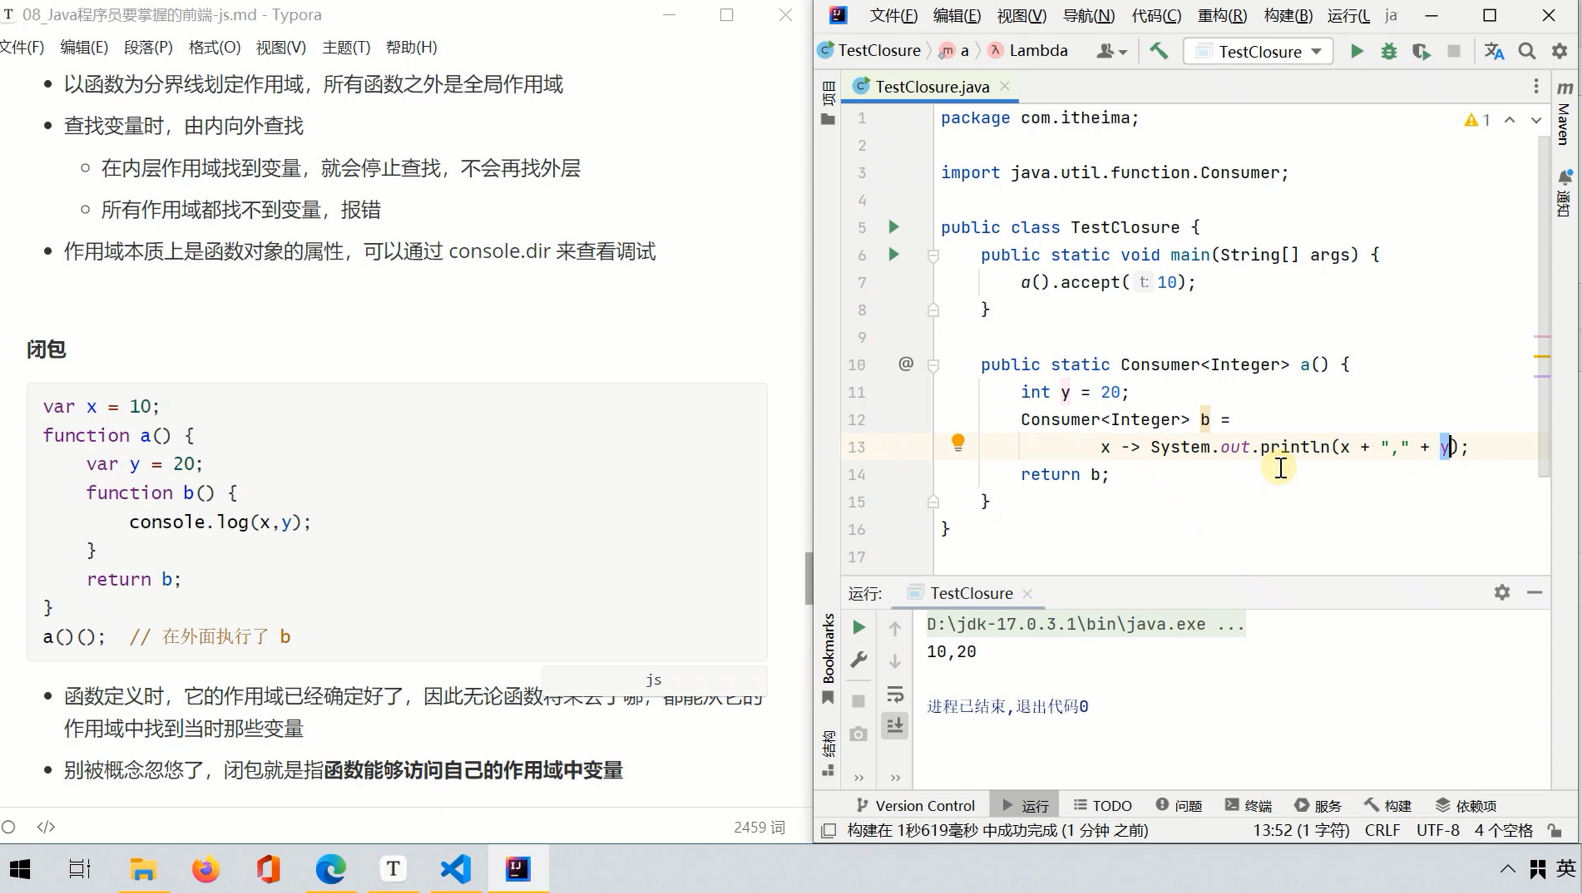 08_Java程序员要掌握的前端-js.md - Typora
文件(F) 编辑(E) 段落(P) 格式(O) 视图(V) 主题(T) 帮助(H)
以函数为分界线划定作用域，所有函数之外是全局作用域
查找变量时，由内向外查找
在内层作用域找到变量，就会停止查找，不会再找外层
所有作用域都找不到变量，报错
作用域本质上是函数对象的属性，可以通过 console.dir 来查看调试
闭包
var x = 10;
function a() {
var y = 20;
function b() {
console.log(x,y);
}
return b;
}
a()(); // 在外面执行了 b
js
函数定义时，它的作用域已经确定好了，因此无论函数将来去了哪，都能从它的
作用域中找到当时那些变量
别被概念忽悠了，闭包就是指函数能够访问自己的作用域中变量
2459 词
文件(F) 编辑(E) 视图(V) 导航(N) 代码(C) 重构(R) 构建(B) 运行(L ja
TestClosure a Lambda TestClosure
项目 TestClosure.java
1 package com.itheima; 1
2
3 import java.util.function.Consumer;
4
5 public class TestClosure {
6 public static void main(String[] args) {
7 a().accept( t: 10);
8 }
9
10 public static Consumer<Integer> a() {
11 int y = 20;
12 Consumer<Integer> b =
13 x -> System.out.println(x + "," + y);
14 return b;
15 }
16 }
17
m Maven
通知
运行: TestClosure
D:\jdk-17.0.3.1\bin\java.exe ...
10,20
进程已结束,退出代码0
Bookmarks
结构
Version Control 运行 TODO 问题 终端 服务 构建 依赖项
构建在 1秒619毫秒 中成功完成 (1 分钟 之前) 13:52 (1 字符) CRLF UTF-8 4 个空格
英